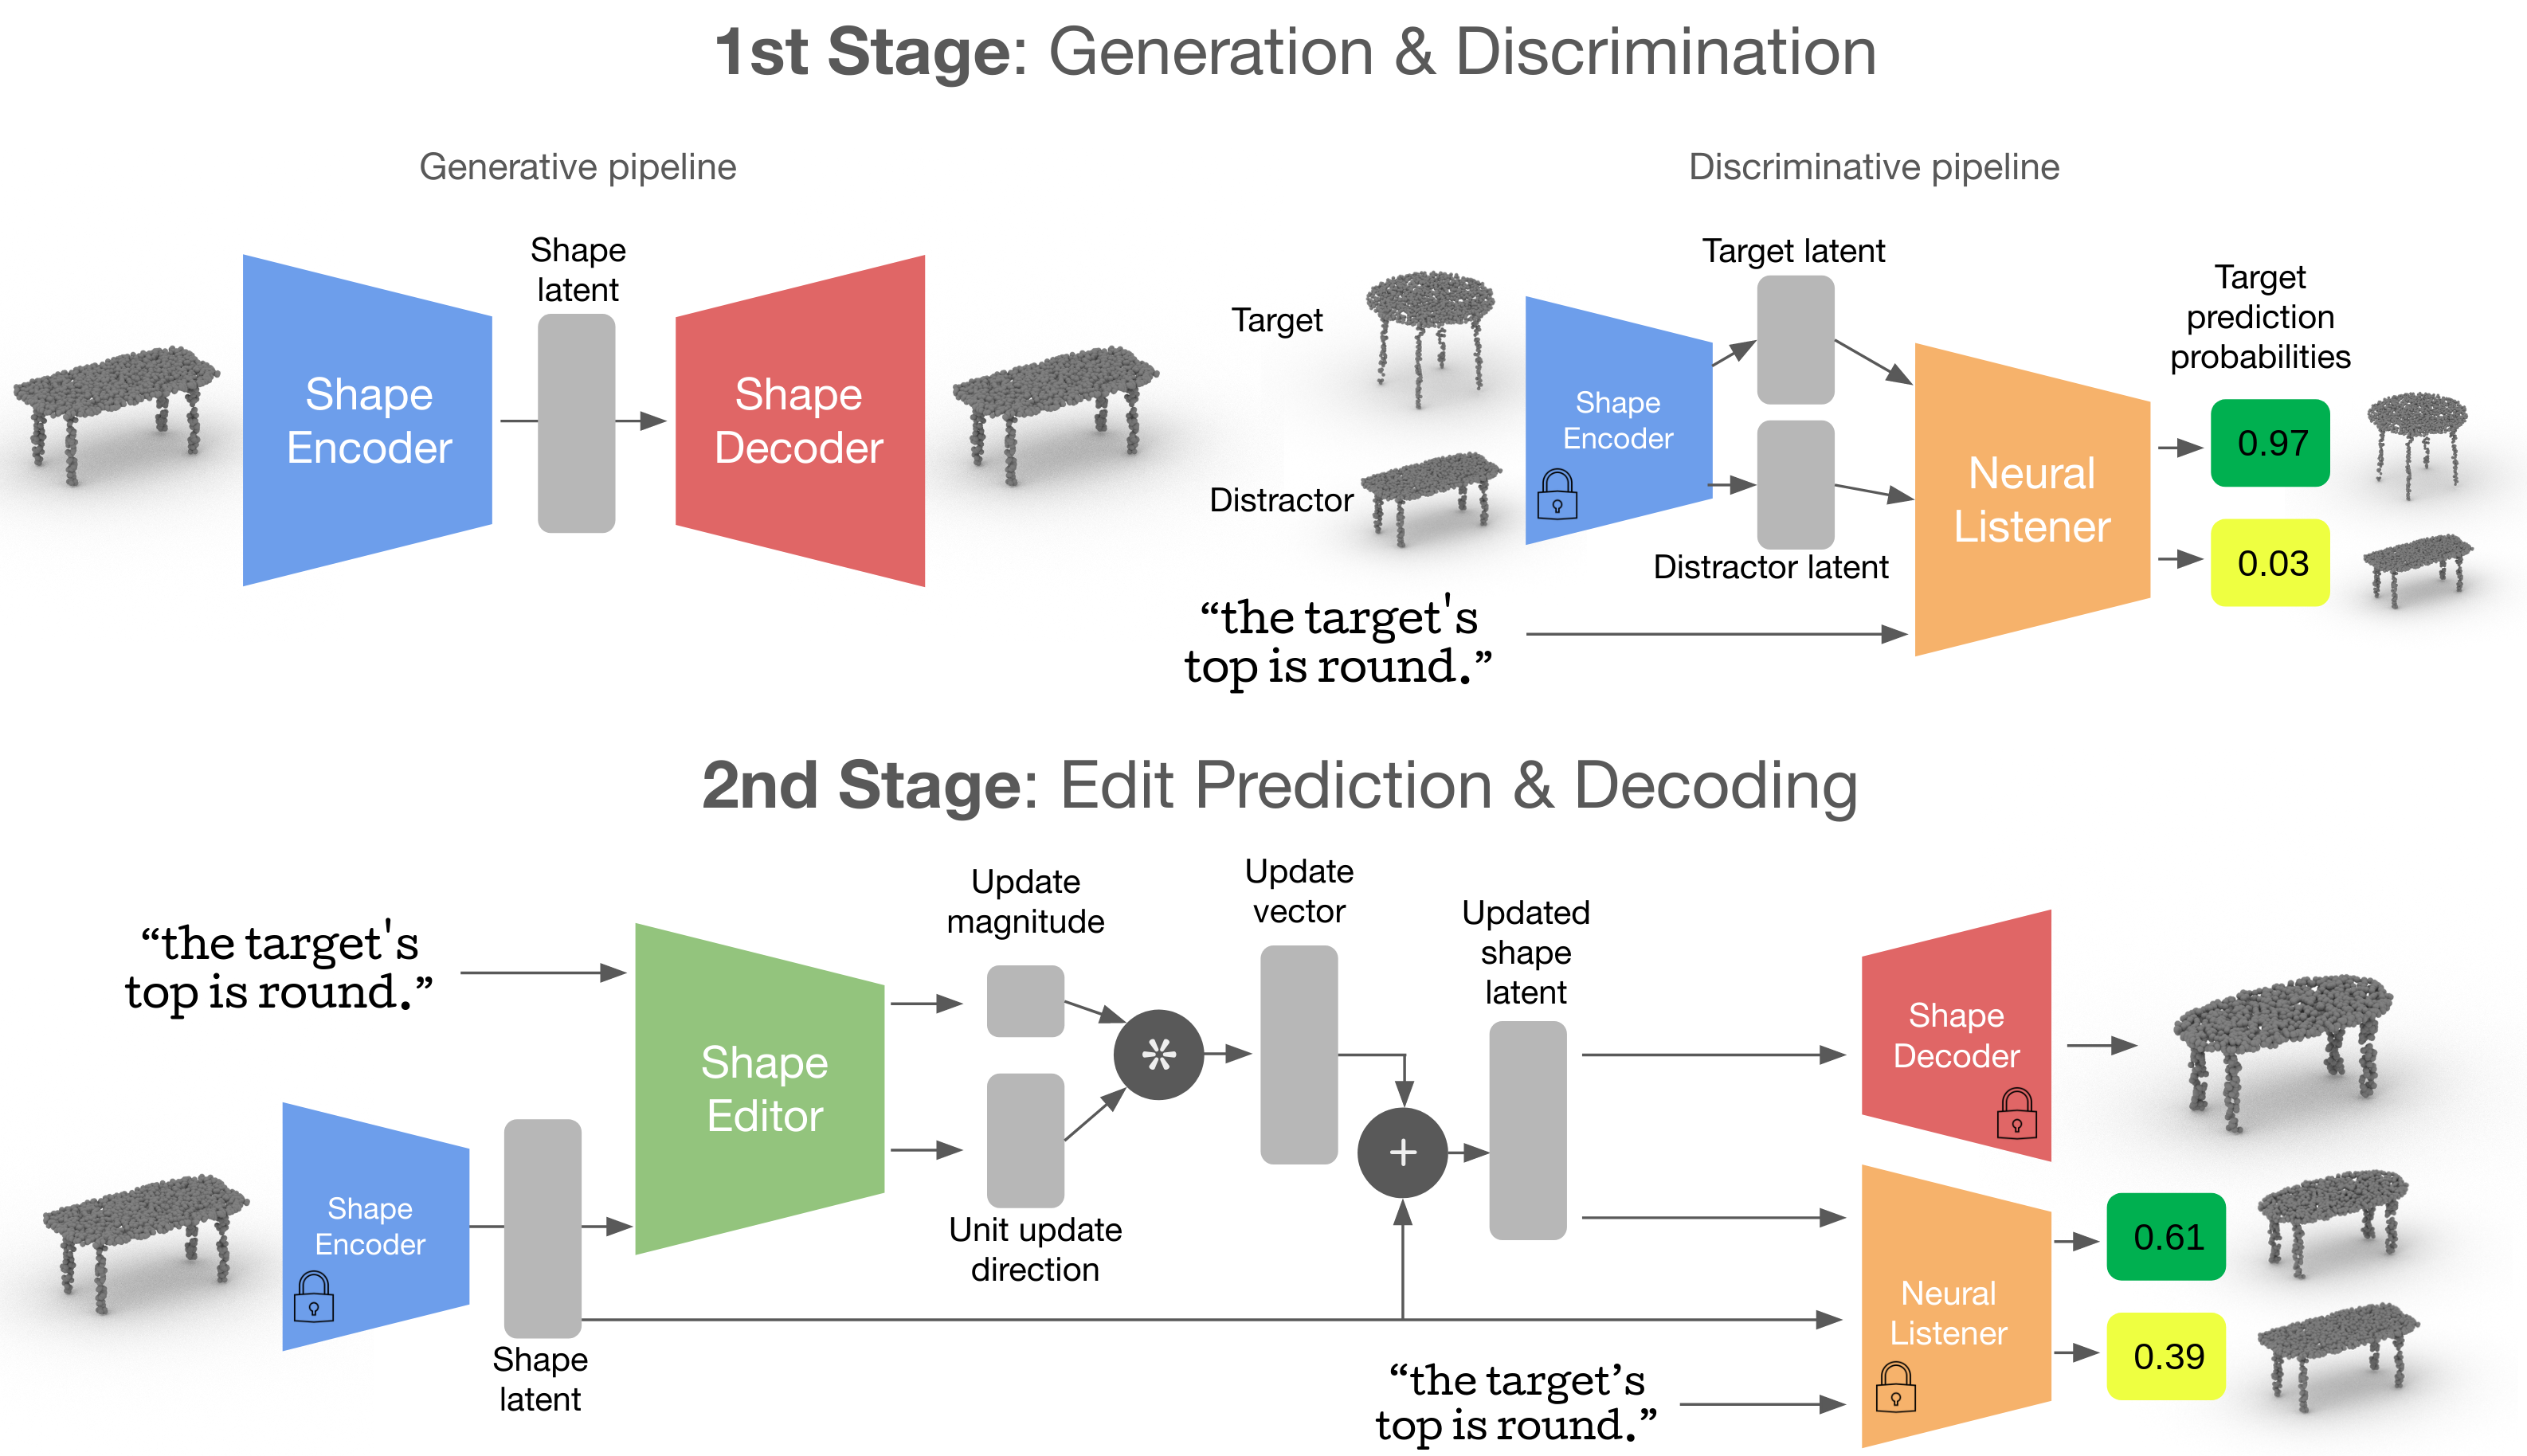 1st Stage: Generation & Discrimination
Generative pipeline
Shape
latent
Shape
Encoder
Shape
Decoder
Discriminative pipeline
Target latent
Target
Distractor
Shape
Encoder
Distractor latent
“the target's
top is round.”
Neural
Listener
Target
prediction
probabilities
0.97
0.03
2nd Stage: Edit Prediction & Decoding
“the target's
top is round.”
Shape
Encoder
Shape
latent
Shape
Editor
Update
magnitude
Unit update
direction
*
Update
vector
+
Updated
shape
latent
Shape
Decoder
“the target’s
top is round.”
Neural
Listener
0.61
0.39